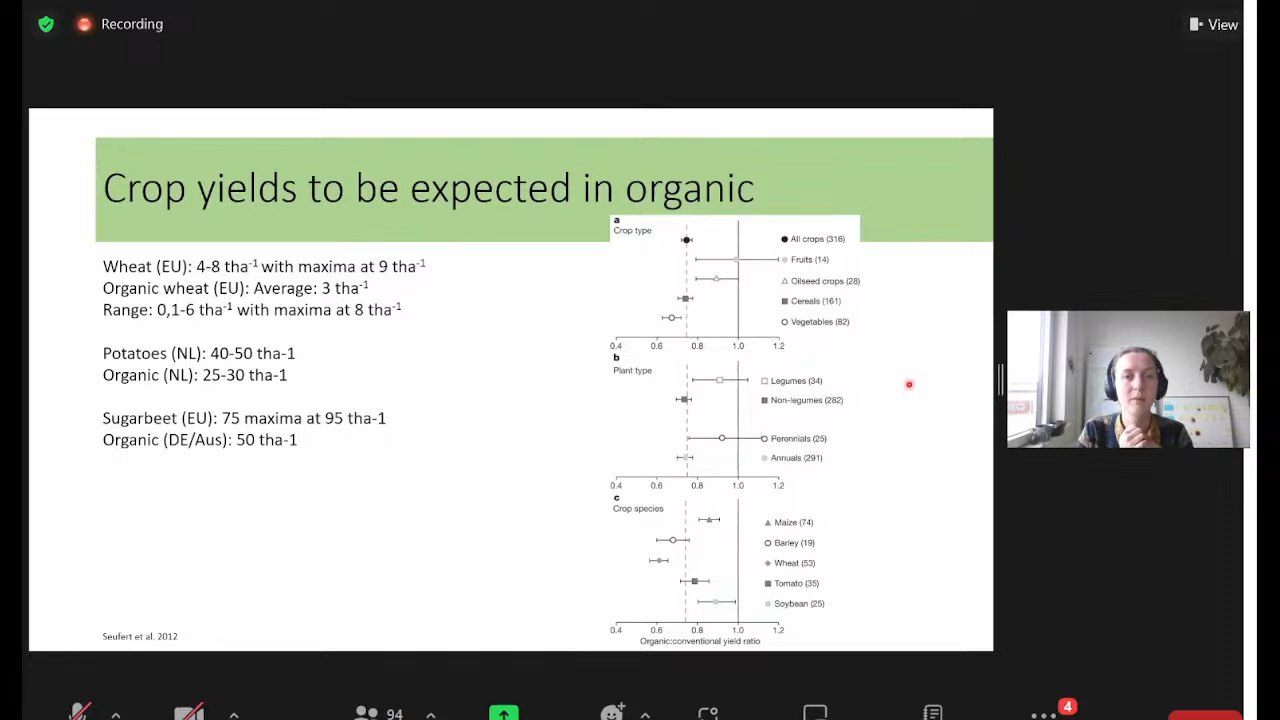 Recording
View
Crop yields to be expected in organic
Wheat (EU): 4-8 tha⁻¹ with maxima at 9 tha⁻¹
Organic wheat (EU): Average: 3 tha⁻¹
Range: 0,1-6 tha⁻¹ with maxima at 8 tha⁻¹
Potatoes (NL): 40-50 tha-1
Organic (NL): 25-30 tha-1
Sugarbeet (EU): 75 maxima at 95 tha-1
Organic (DE/Aus): 50 tha-1
Seufert et al. 2012
a
Crop type
All crops (316)
Fruits (14)
Oilseed crops (28)
Cereals (161)
Vegetables (82)
0.4 0.6 0.8 1.0 1.2
b
Plant type
Legumes (34)
Non-legumes (282)
Perennials (25)
Annuals (291)
0.4 0.6 0.8 1.0 1.2
c
Crop species
Maize (74)
Barley (19)
Wheat (53)
Tomato (35)
Soybean (25)
0.4 0.6 0.8 1.0 1.2
Organic:conventional yield ratio
94
4